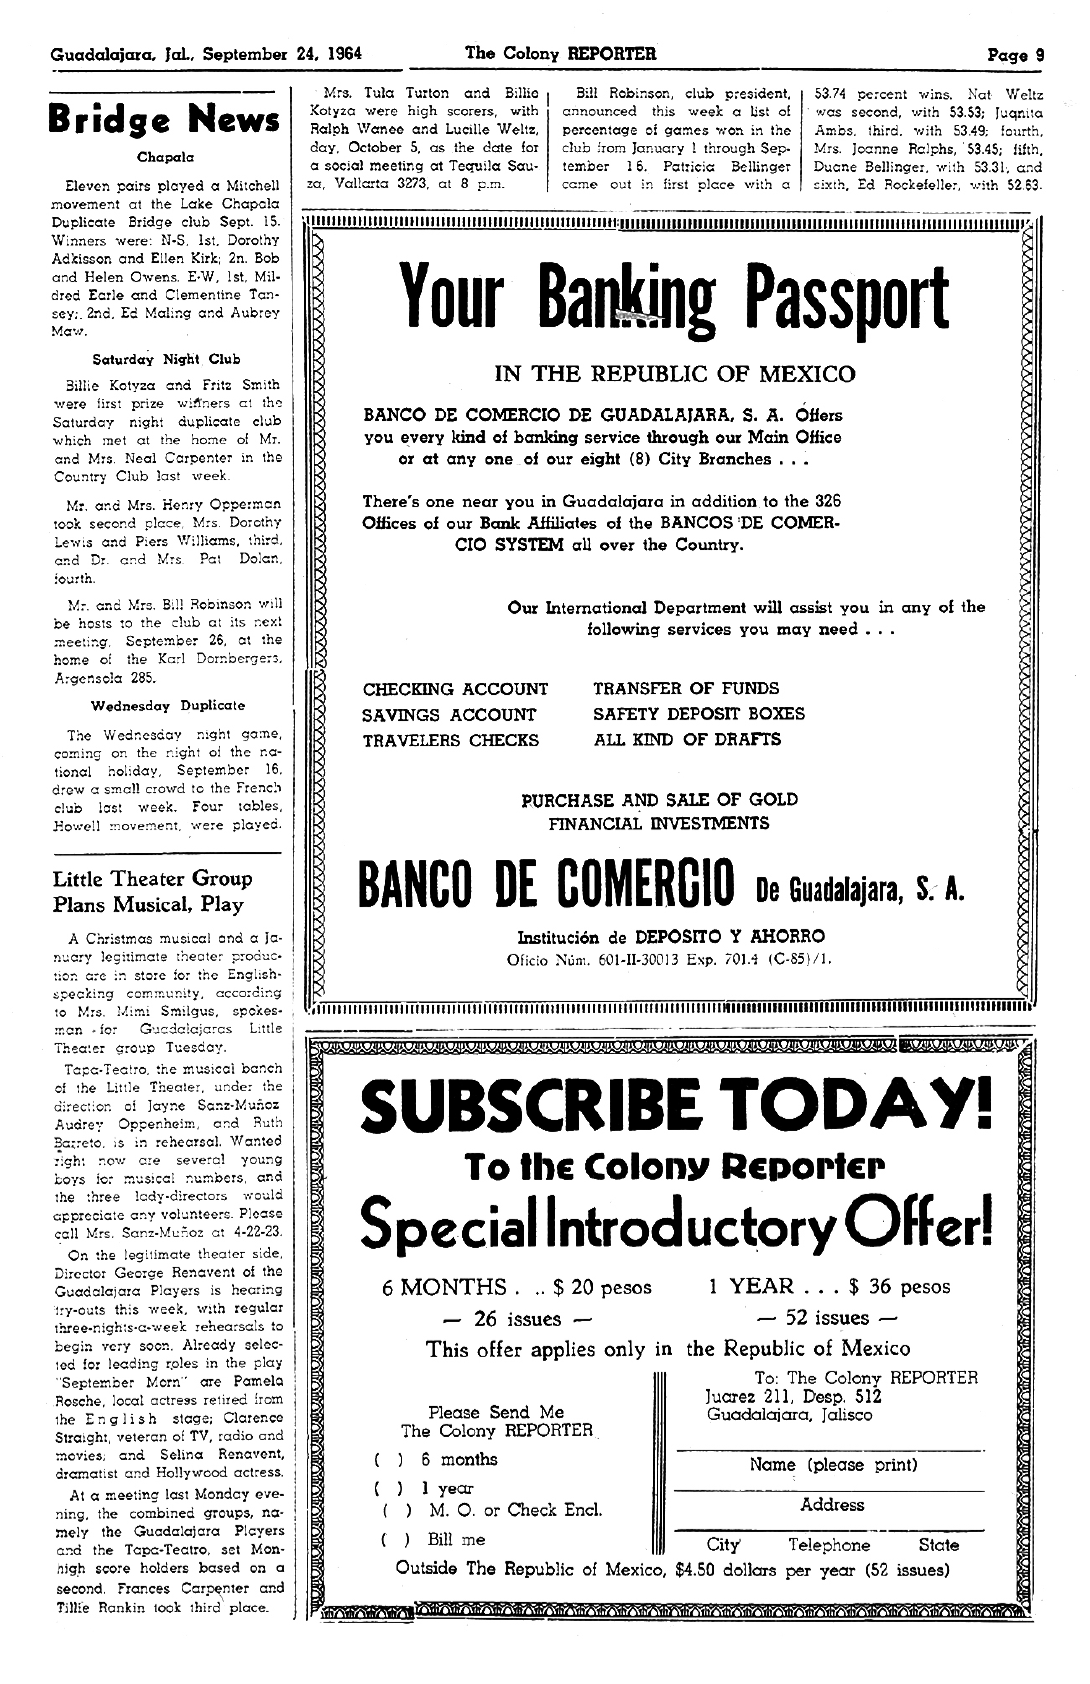 Guadalajara, Jal., September 24, 1964
The Colony REPORTER
Page 9
Bridge News
Chapala
Eleven pairs played a Mitchell
movement at the Lake Chapala
Duplicate Bridge club Sept. 15.
Winners were: N-S. 1st, Dorothy
Adkisson and Ellen Kirk; 2n. Bob
and Helen Owens. E-W, 1st, Mil-
dred Earle and Clementine Tan-
sey;. 2nd, Ed Maling and Aubrey
Maw.
Saturday Night Club
Billie Kotyza and Fritz Smith
were first prize winners at the
Saturday night duplicate club
which met at the home of Mr.
and Mrs. Neal Carpenter in the
Country Club last week.
Mr. and Mrs. Henry Opperman
took second place, Mrs. Dorothy
Lewis and Piers Williams, third,
and Dr. and Mrs. Pat Dolan,
fourth.
Mr. and Mrs. Bill Robinson will
be hosts to the club at its next
meeting, September 26, at the
home of the Karl Dornbergers,
Argensola 285.
Wednesday Duplicate
The Wednesday night game,
coming on the night of the na-
tional holiday, September 16,
drew a small crowd to the French
club last week. Four tables,
Howell movement, were played.
Mrs. Tula Turton and Billie
Kotyza were high scorers, with
Ralph Wanee and Lucille Weltz,
day, October 5, as the date for
a social meeting at Tequila Sau-
za, Vallarta 3273, at 8 p.m.
Bill Robinson, club president,
announced this week a list of
percentage of games won in the
club from January 1 through Sep-
tember 16. Patricia Bellinger
came out in first place with a
53.74 percent wins. Nat Weltz
was second, with 53.53; Juanita
Ambs, third, with 53.49; fourth,
Mrs. Joanne Ralphs, 53.45; fifth,
Duane Bellinger, with 53.31, and
sixth, Ed Rockefeller, with 52.63.
Little Theater Group
Plans Musical, Play
A Christmas musical and a Ja-
nuary legitimate theater produc-
tion are in store for the English-
speaking community, according
to Mrs. Mimi Smilgus, spokes-
man for Guadalajaras Little
Theater group Tuesday.
Tapa-Teatro, the musical banch
of the Little Theater, under the
direction of Jayne Sanz-Muñoz
Audrey Oppenheim, and Ruth
Barreto, is in rehearsal. Wanted
right now are several young
boys for musical numbers, and
the three lady-directors would
appreciate any volunteers. Please
call Mrs. Sanz-Muñoz at 4-22-23.
On the legitimate theater side,
Director George Renavent of the
Guadalajara Players is hearing
try-outs this week, with regular
three-nights-a-week rehearsals to
begin very soon. Already selec-
ted for leading roles in the play
"September Morn" are Pamela
Rosche, local actress retired from
the English stage; Clarence
Straight, veteran of TV, radio and
movies; and Selina Renavent,
dramatist and Hollywood actress.
At a meeting last Monday eve-
ning, the combined groups, na-
mely the Guadalajara Players
and the Tapa-Teatro, set Mon-
high score holders based on a
second. Frances Carpenter and
Tillie Rankin took third place.
Your Banking Passport
IN THE REPUBLIC OF MEXICO
BANCO DE COMERCIO DE GUADALAJARA, S. A. Offers
you every kind of banking service through our Main Office
or at any one of our eight (8) City Branches . . .
There's one near you in Guadalajara in addition to the 326
Offices of our Bank Affiliates of the BANCOS DE COMER-
CIO SYSTEM all over the Country.
Our International Department will assist you in any of the
following services you may need . . .
CHECKING ACCOUNT TRANSFER OF FUNDS
SAVINGS ACCOUNT SAFETY DEPOSIT BOXES
TRAVELERS CHECKS ALL KIND OF DRAFTS
PURCHASE AND SALE OF GOLD
FINANCIAL INVESTMENTS
BANCO DE COMERCIO De Guadalajara, S. A.
Institución de DEPOSITO Y AHORRO
Oficio Núm. 601-II-30013 Exp. 701.4 (C-85)/1.
SUBSCRIBE TODAY!
To the Colony Reporter
Special Introductory Offer!
6 MONTHS . .. $ 20 pesos 1 YEAR . . . $ 36 pesos
— 26 issues — — 52 issues —
This offer applies only in the Republic of Mexico
Please Send Me
The Colony REPORTER
( ) 6 months
( ) 1 year
( ) M. O. or Check Encl.
( ) Bill me
To: The Colony REPORTER
Juarez 211, Desp. 512
Guadalajara, Jalisco
Name (please print)
Address
City Telephone State
Outside The Republic of Mexico, $4.50 dollars per year (52 issues)